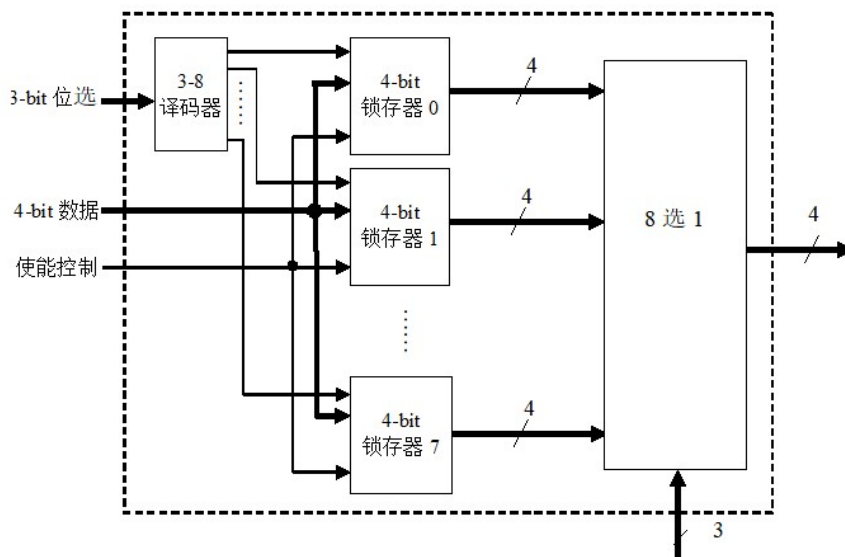 3-bit 位选
3-8
译码器
4-bit
锁存器 0
4
4-bit 数据
4-bit
锁存器 1
4
8 选 1
4
使能控制
4-bit
锁存器 7
4
3